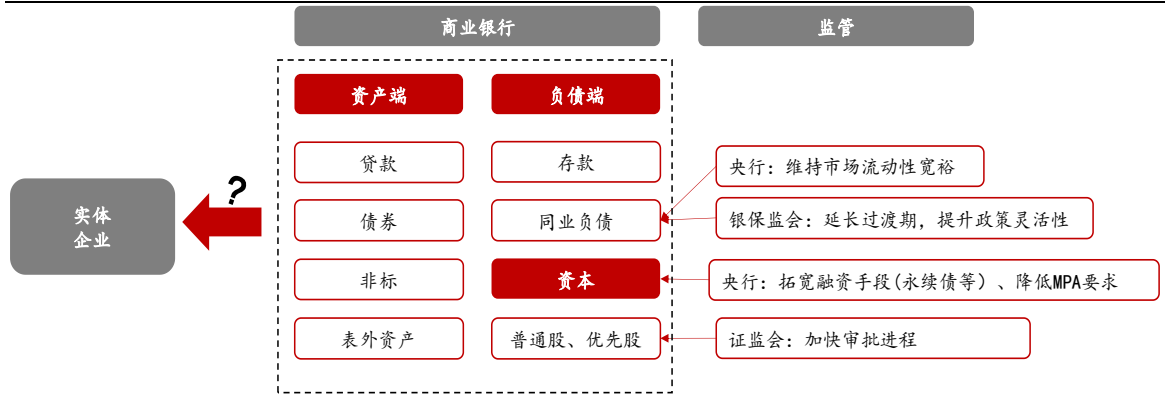 商业银行
监管
资产端
负债端
贷款
存款
央行：维持市场流动性宽裕
?
实体
企业
债券
同业负债
银保监会：延长过渡期，提升政策灵活性
非标
资本
央行：拓宽融资手段(永续债等）、降低MPA要求
表外资产
普通股、优先股
证监会：加快审批进程